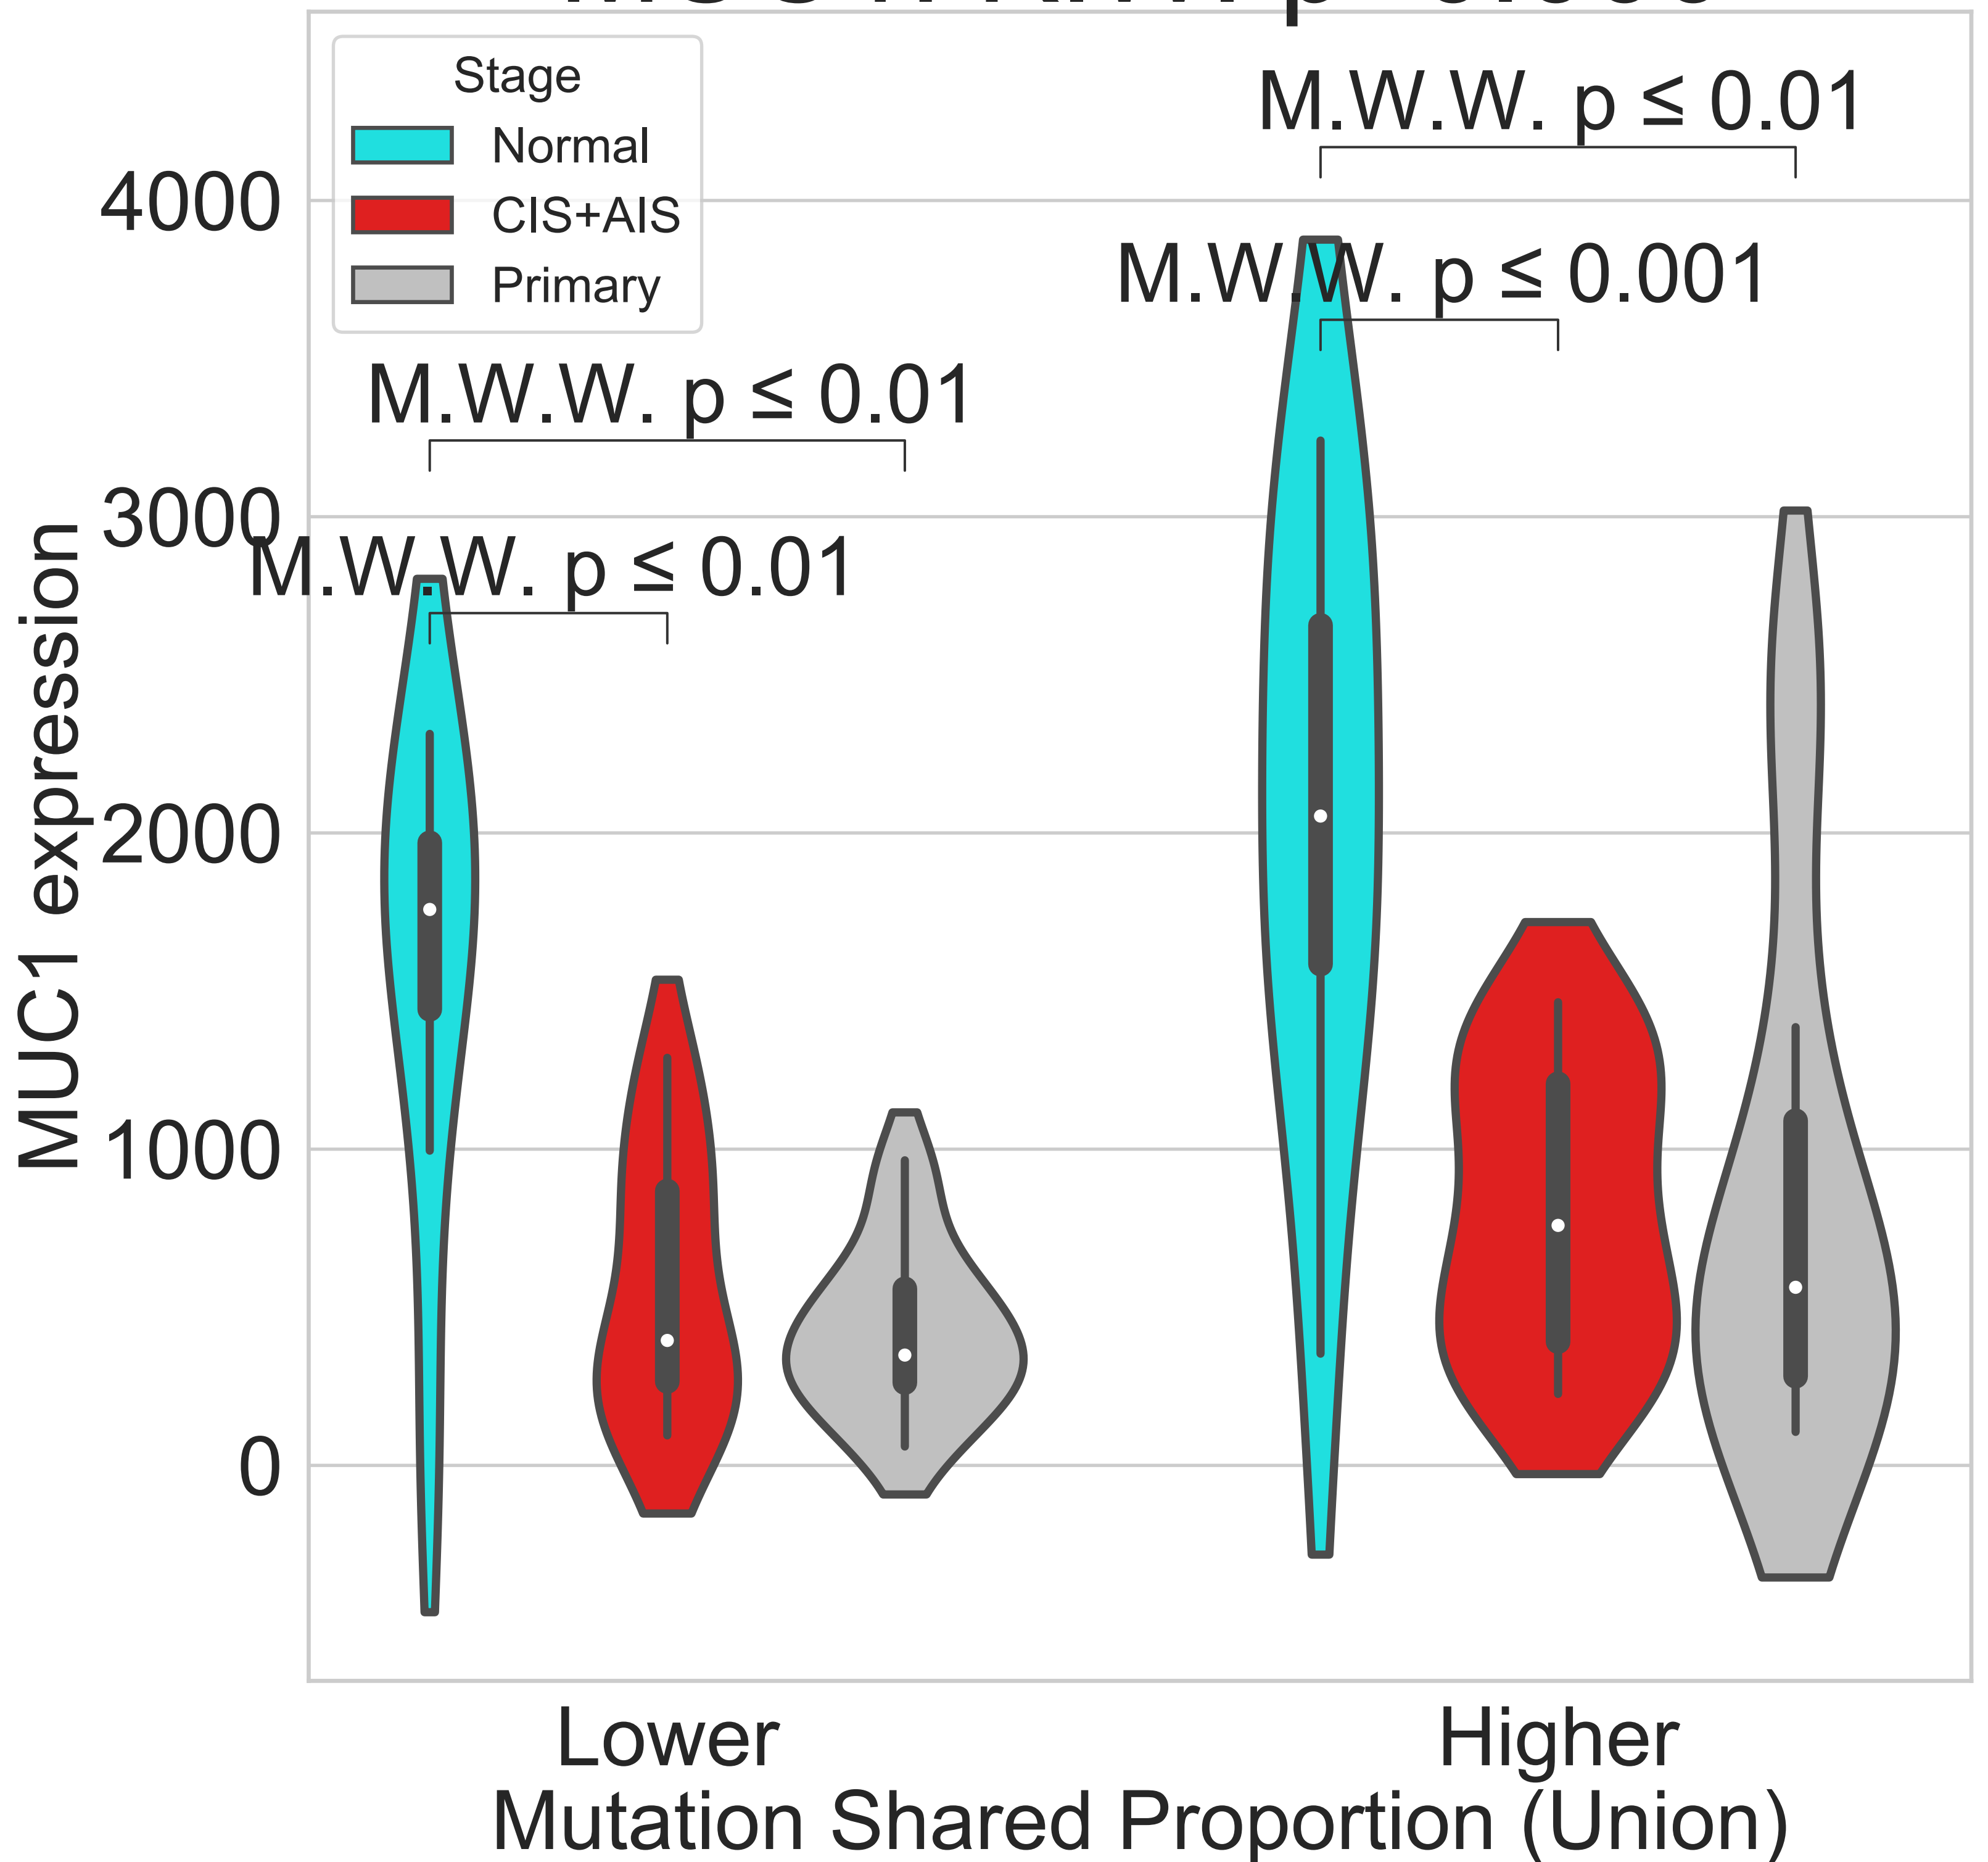 Stage
Normal
CIS+AIS
Primary
M.W.W. p ≤ 0.01
M.W.W. p ≤ 0.001
M.W.W. p ≤ 0.01
M.W.W. p ≤ 0.01
4000
3000
2000
1000
0
MUC1 expression
Lower
Higher
Mutation Shared Proportion (Union)